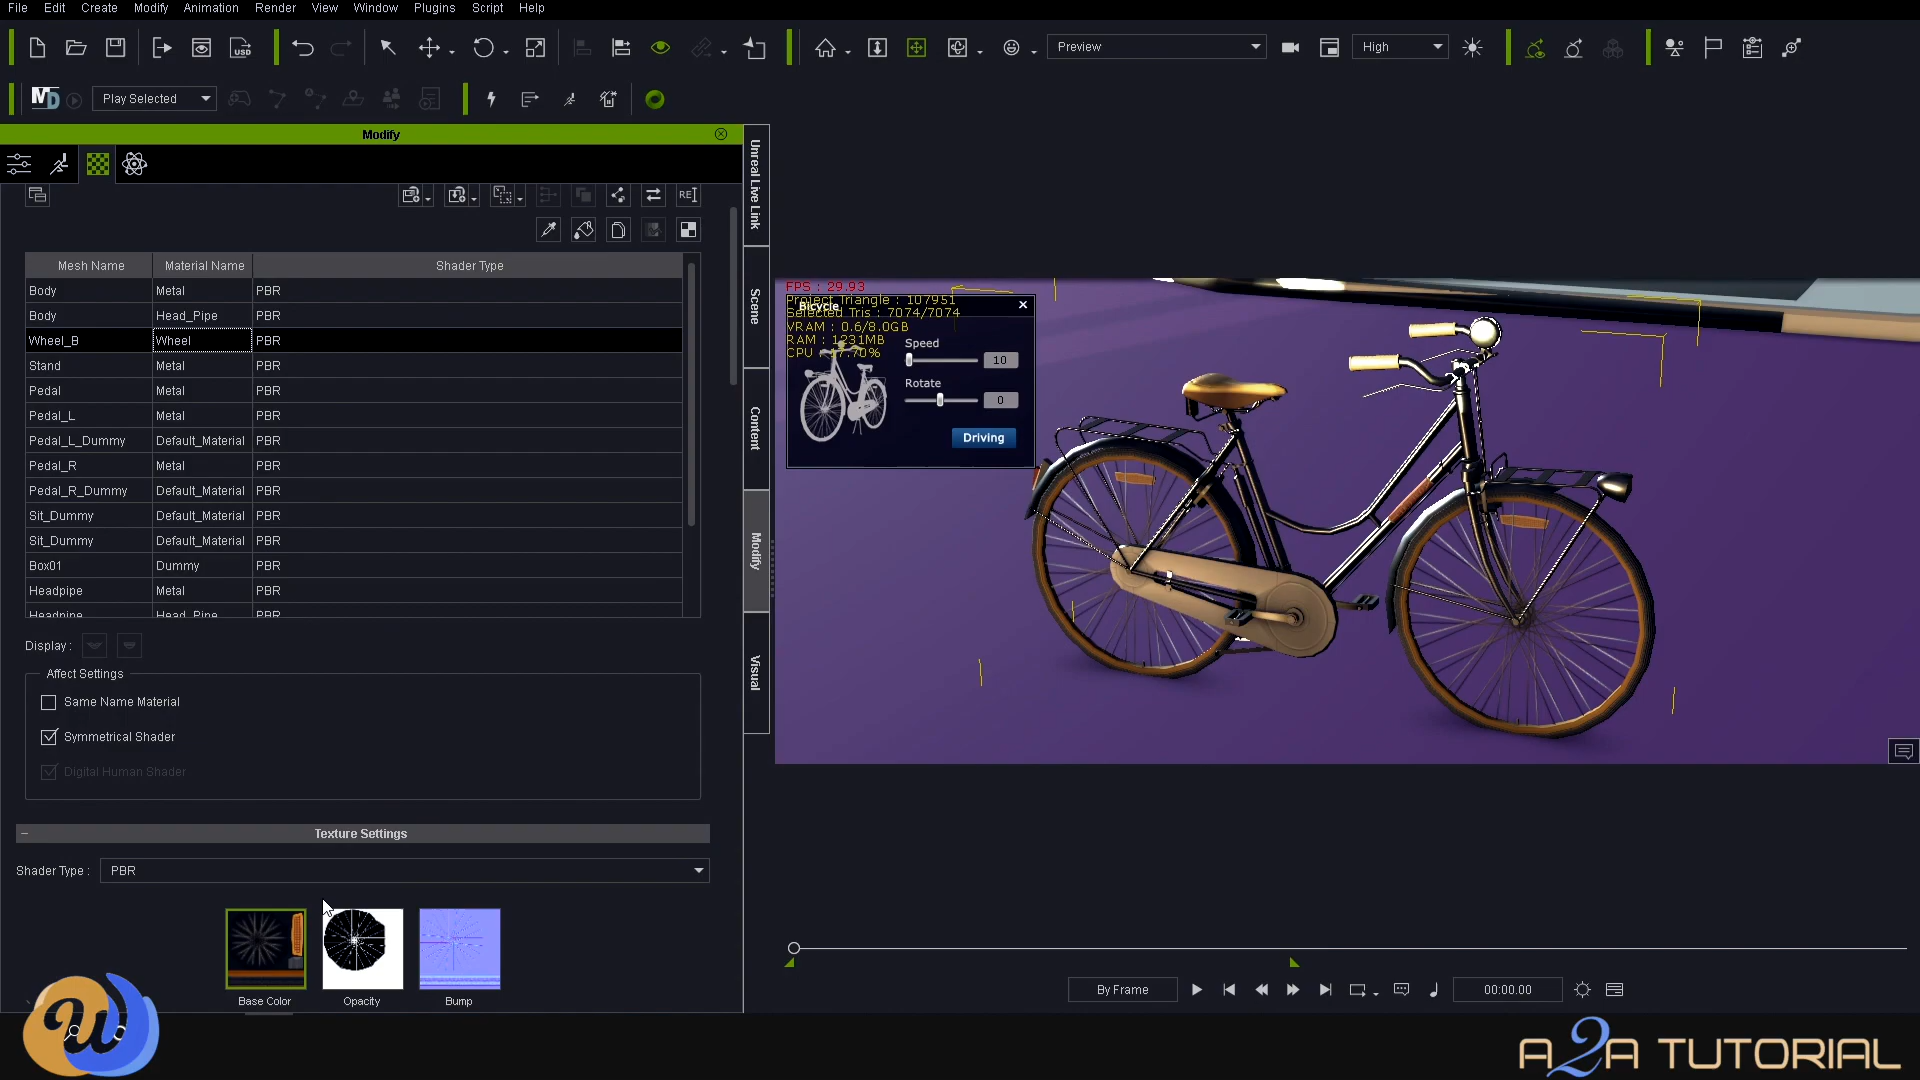 File Edit Create Modify Animation Render View Window Plugins Script Help
USD Preview High
MD Play Selected
Modify
REI
Mesh Name Material Name Shader Type
Body Metal PBR
Body Head_Pipe PBR
Wheel_B Wheel PBR
Stand Metal PBR
Pedal Metal PBR
Pedal_L Metal PBR
Pedal_L_Dummy Default_Material PBR
Pedal_R Metal PBR
Pedal_R_Dummy Default_Material PBR
Sit_Dummy Default_Material PBR
Sit_Dummy Default_Material PBR
Box01 Dummy PBR
Headpipe Metal PBR
Headpipe Head_Pipe PBR
Display :
Affect Settings
Same Name Material
Symmetrical Shader
Digital Human Shader
Texture Settings
Shader Type : PBR
Base Color Opacity Bump
Unreal Live Link
Scene
Content
Modify
Visual
FPS : 29.93
Project Triangle : 107951
Bicycle
Selected Tris : 7074/7074
VRAM : 0.6/8.0GB
RAM : 1231MB
Speed
10
Rotate
0
Driving
By Frame 00:00.00
A2A TUTORIAL